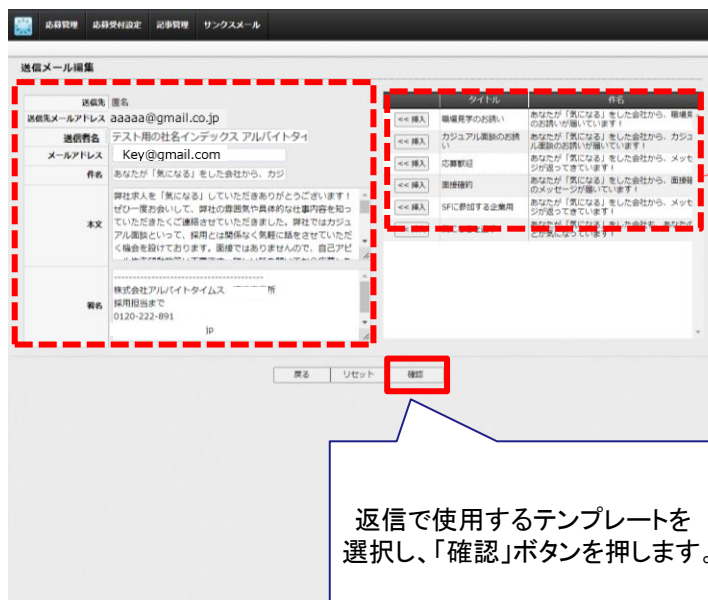 応募管理 応募受付設定 記事管理 サンクスメール
送信メール編集
送信先 匿名
送信先メールアドレス aaaaa@gmail.co.jp
送信者名 テスト用の社名インデックス アルバイトタイ
メールアドレス Key@gmail.com
件名 あなたが「気になる」をした会社から、カジ
本文
弊社求人を「気になる」していただきありがとうございます！
ぜひ一度お会いして、弊社の雰囲気や具体的な仕事内容を知っ
ていただきたくご連絡させていただきました。弊社ではカジュ
アル面談といって、採用とは関係なく気軽に話をさせていただ
く機会を設けております。面接ではありませんので、自己アピ
署名
----------------------------------------
株式会社アルバイトタイムス 所
採用担当まで
0120-222-891
jp
タイトル 件名
<< 挿入 職場見学のお誘い あなたが「気になる」をした会社から、職場見
のお誘いが届いています！
<< 挿入 カジュアル面談のお誘
い あなたが「気になる」をした会社から、カジュ
ル面談のお誘いが届いています！
<< 挿入 応募歓迎 あなたが「気になる」をした会社から、メッセ
ジが返ってきています！
<< 挿入 面接確約 あなたが「気になる」をした会社から、面接確
のメッセージが届いています！
<< 挿入 SFに参加する企業用 あなたが「気になる」をした会社から、メッセ
ジが返ってきています！
<< 挿入
とが気になっています！
戻る リセット 確認
返信で使用するテンプレートを
選択し、「確認」ボタンを押します。